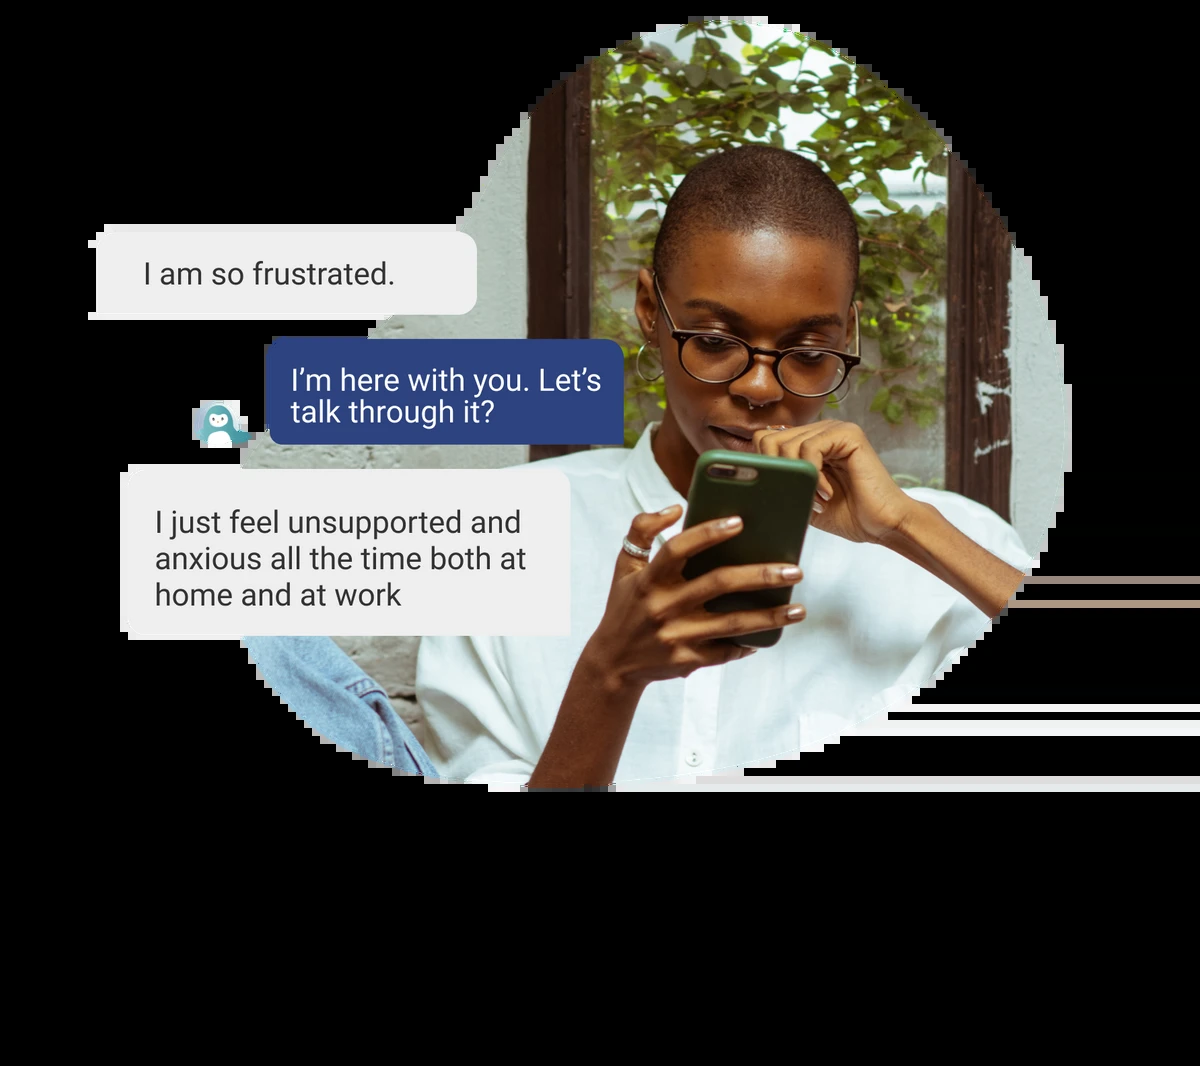 I am so frustrated.
I’m here with you. Let’s
talk through it?
I just feel unsupported and
anxious all the time both at
home and at work